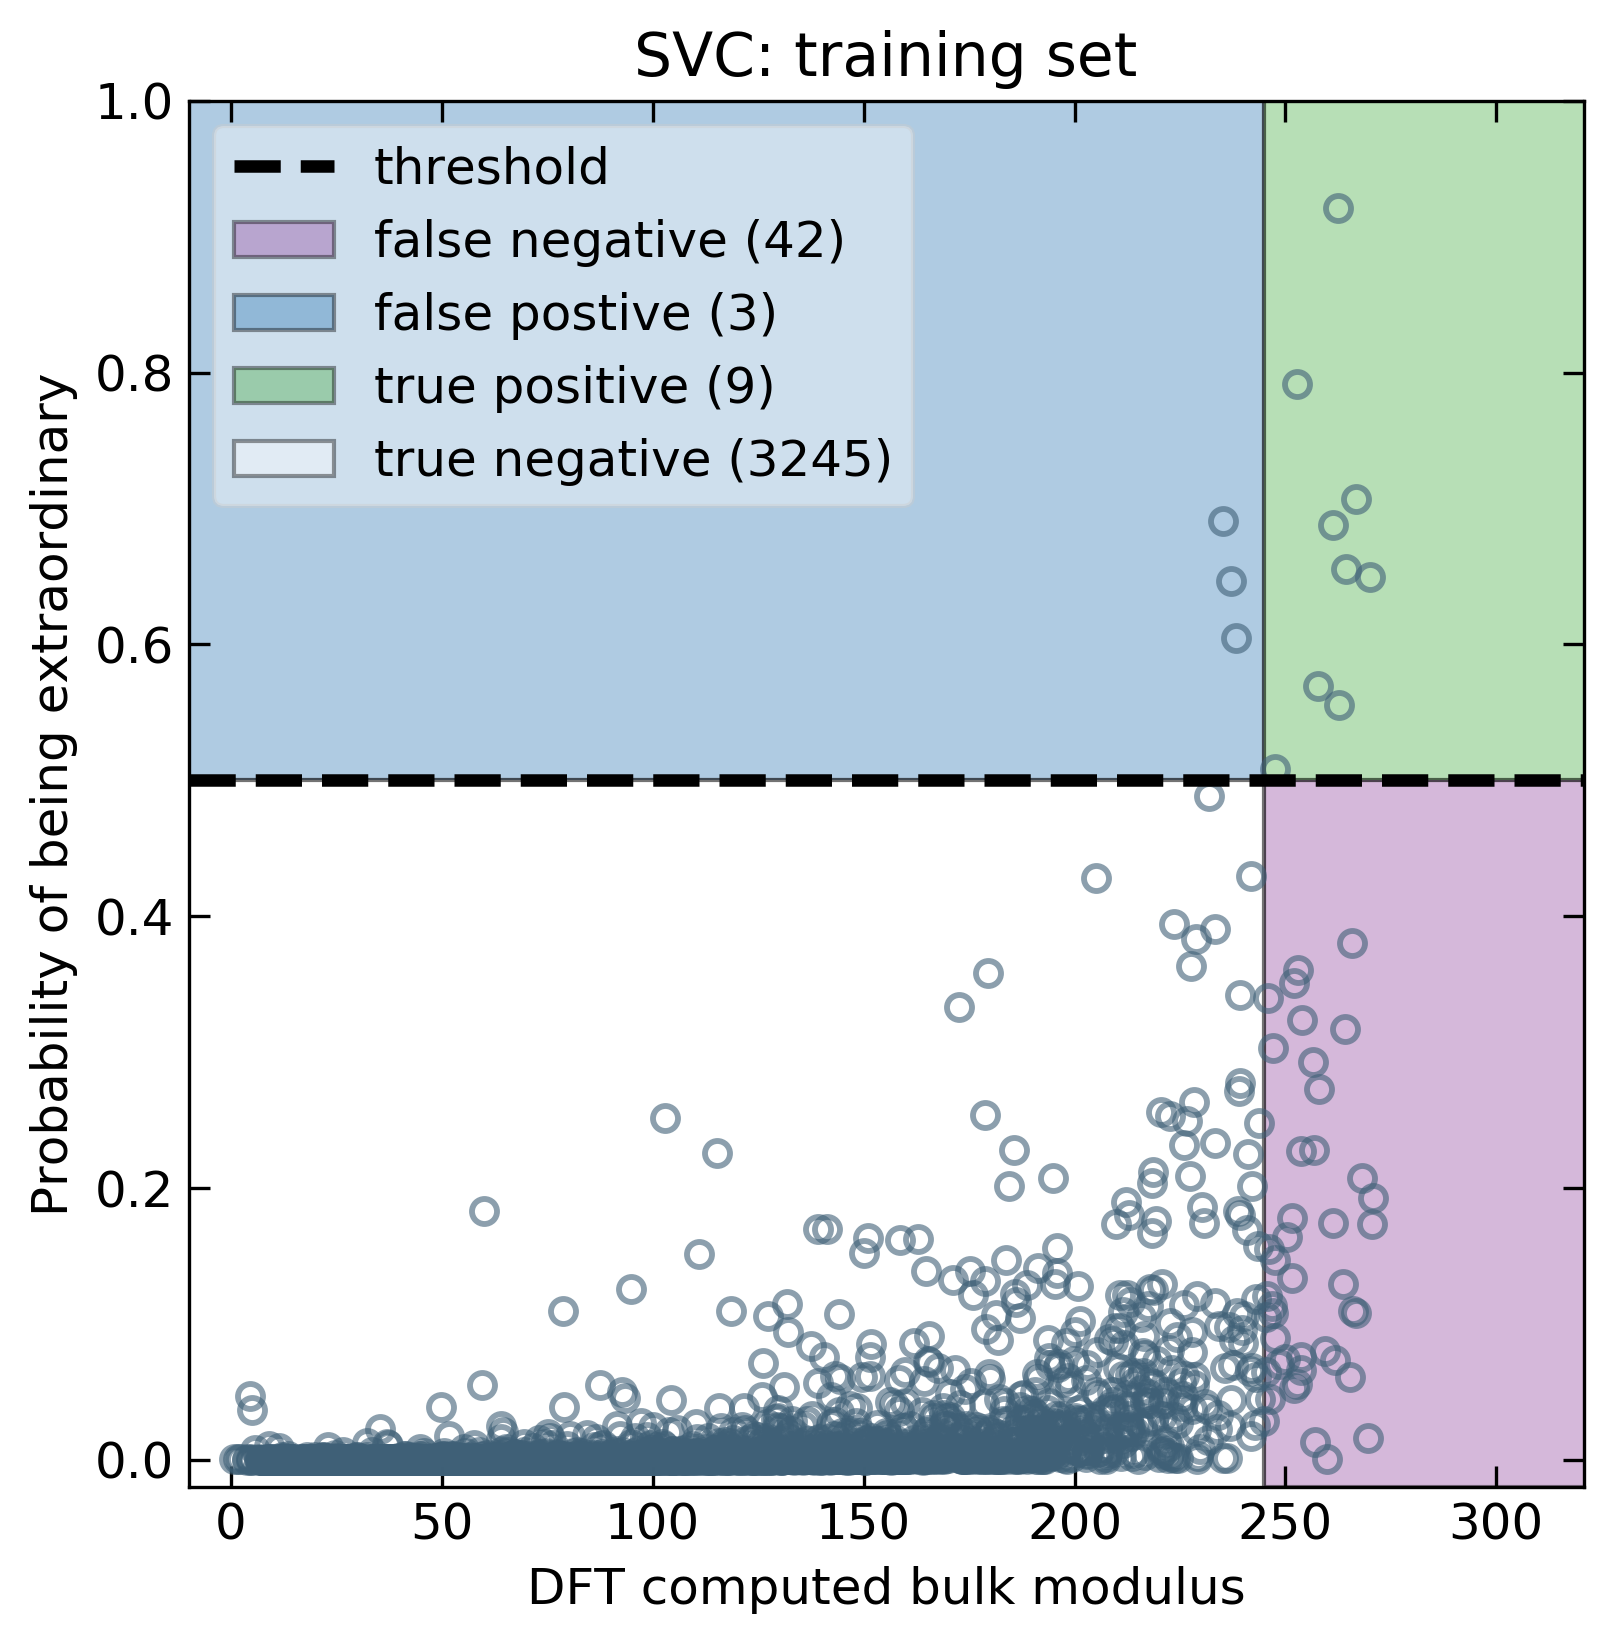 SVC: training set
1.0
0.8
0.6
0.4
0.2
0.0
Probability of being extraordinary
threshold
false negative (42)
false postive (3)
true positive (9)
true negative (3245)
0 50 100 150 200 250 300
DFT computed bulk modulus